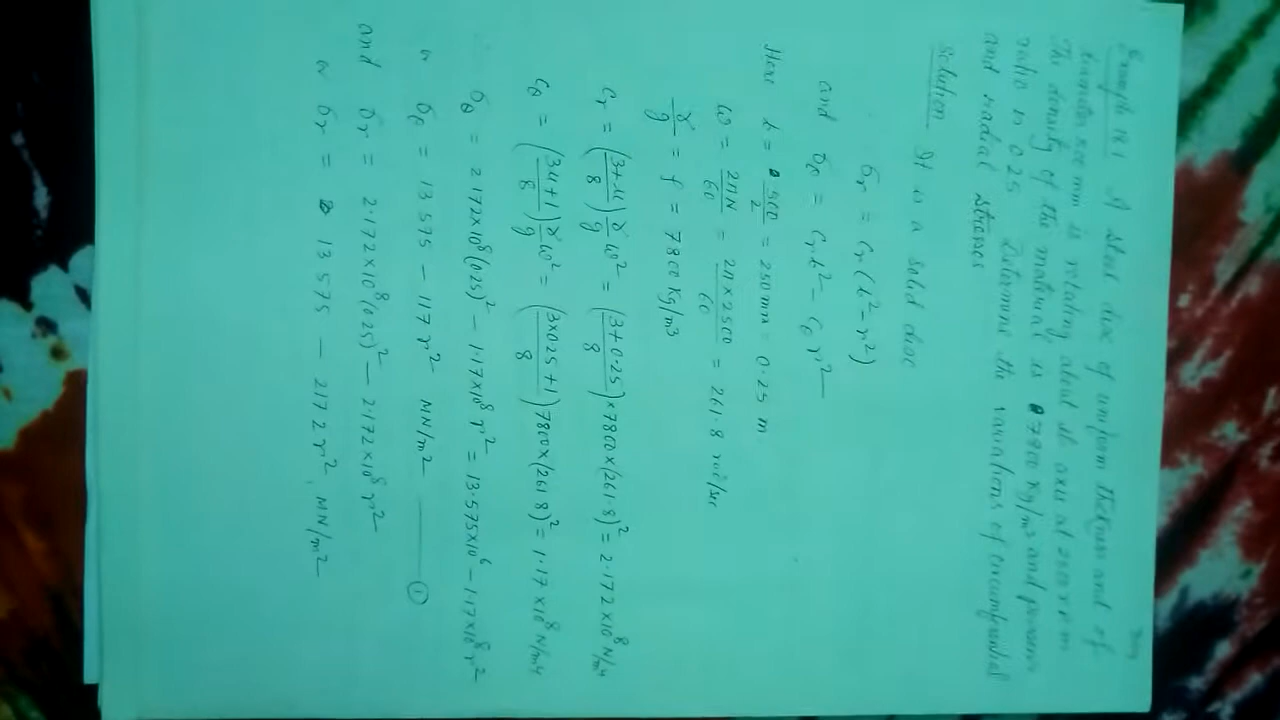 Example 18.1 A steel disc of uniform thickness and of
diameter 500 mm is rotating about its axis at 2500 r.p.m
The density of the material is 7800 Kg/m3 and poisson's
ratio is 0.25. Determine the variations of circumferential
and radial stresses
Solution. It is a solid disc
σr = Cr (b² - r²)
and σθ = Cr b² - Cθ r²
Here b = 500/2 = 250 mm = 0.25 m
ω = 2πN/60 = 2π×2500/60 = 261.8 rad/sec
γ/g = ρ = 7800 Kg/m3
Cr = (3+μ/8) γ/g ω² = (3+0.25/8) × 7800 × (261.8)² = 2.172×10⁸ N/m4
Cθ = (3μ+1/8) γ/g ω² = (3×0.25+1/8) 7800×(261.8)² = 1.17×10⁸ N/m4
σθ = 2.172×10⁸(0.25)² - 1.17×10⁸ r² = 13.575×10⁶ - 1.17×10⁸ r²
σθ = 13.575 - 117 r² MN/m² ①
and σr = 2.172×10⁸(0.25)² - 2.172×10⁸ r²
σr = 13.575 - 217.2 r², MN/m²